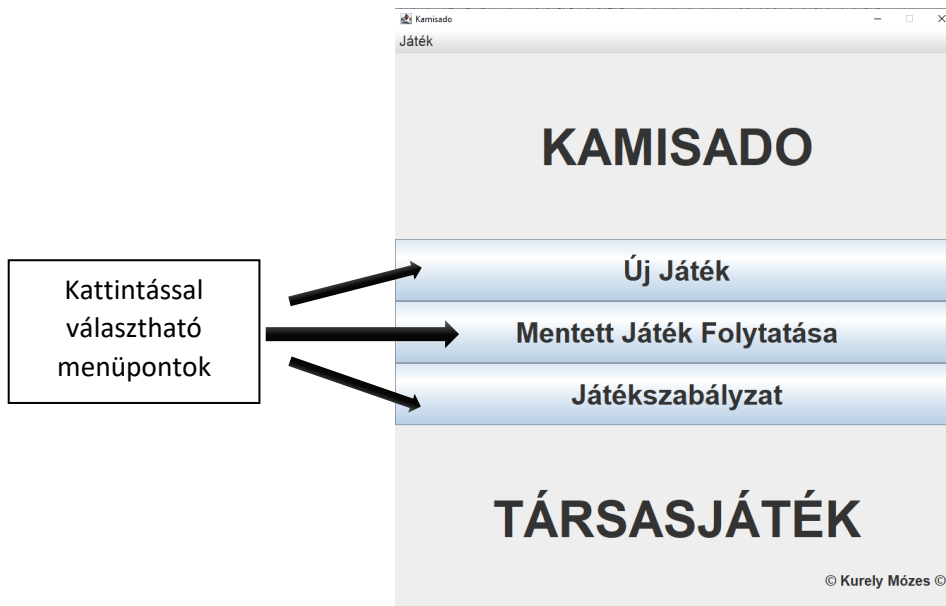 Kamisado
Játék
KAMISADO
Kattintással
választható
menüpontok
Új Játék
Mentett Játék Folytatása
Játékszabályzat
TÁRSASJÁTÉK
© Kurely Mózes ©